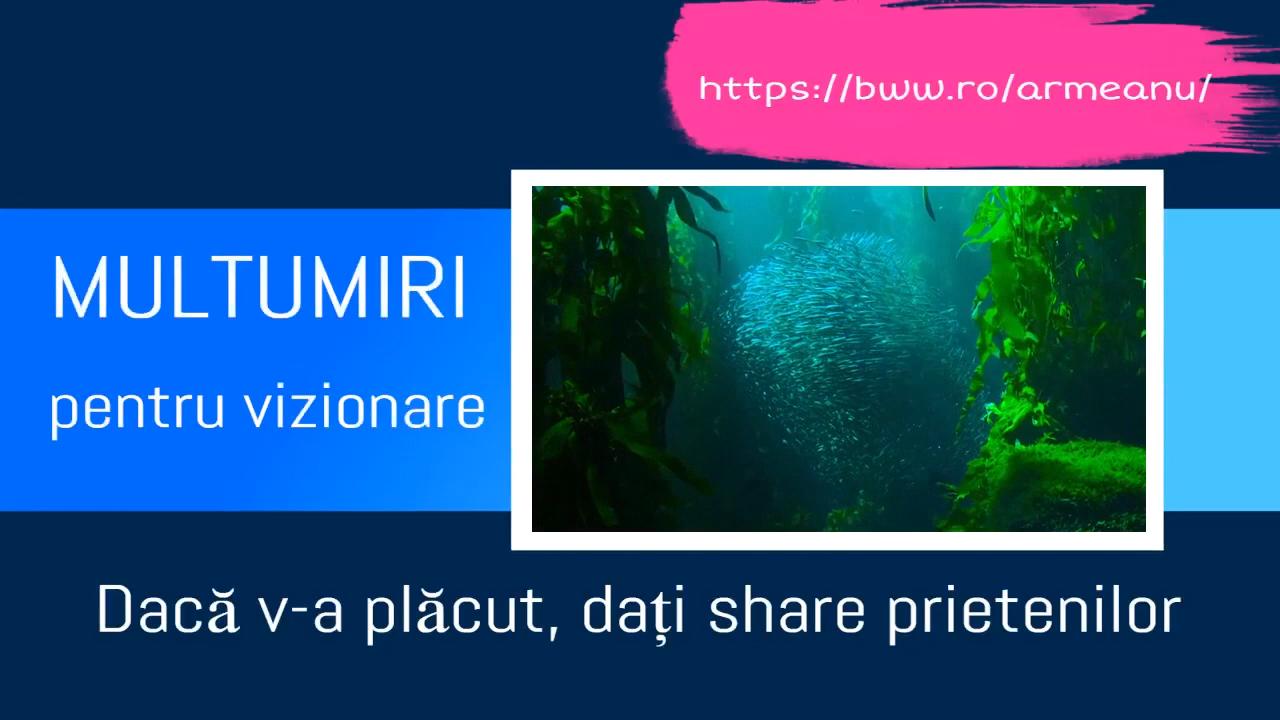 https://bww.ro/armeanu/
MULTUMIRI
pentru vizionare
Dacă v-a plăcut, dați share prietenilor